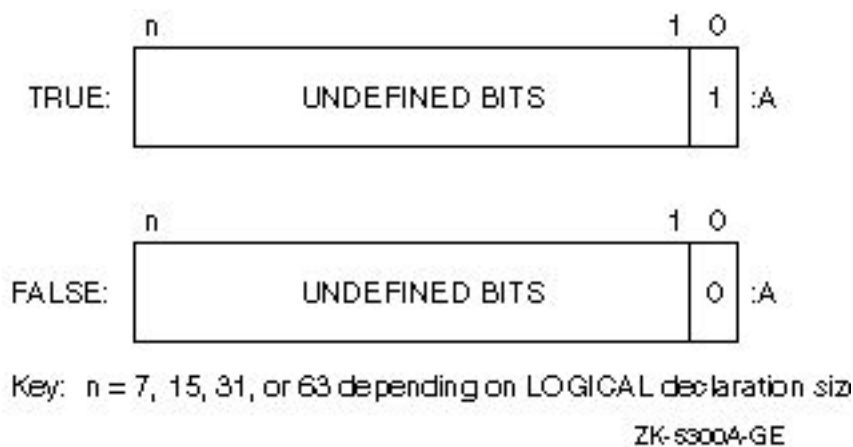 n 1 0
TRUE: UNDEFINED BITS 1 :A
n 1 0
FALSE: UNDEFINED BITS 0 :A
Key: n = 7, 15, 31, or 63 depending on LOGICAL declaration siz
ZK-5300A-GE